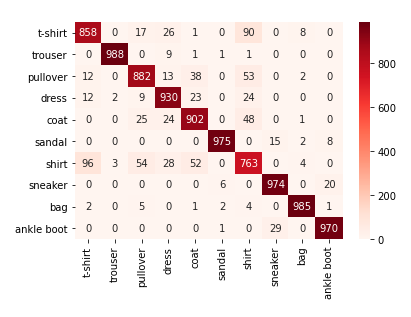 t-shirt 858 0 17 26 1 0 90 0 8 0
trouser 0 988 0 9 1 1 1 0 0 0
pullover 12 0 882 13 38 0 53 0 2 0
dress 12 2 9 930 23 0 24 0 0 0
coat 0 0 25 24 902 0 48 0 1 0
sandal 0 0 0 0 0 975 0 15 2 8
shirt 96 3 54 28 52 0 763 0 4 0
sneaker 0 0 0 0 0 6 0 974 0 20
bag 2 0 5 0 1 2 4 0 985 1
ankle boot 0 0 0 0 0 1 0 29 0 970
t-shirt trouser pullover dress coat sandal shirt sneaker bag ankle boot
800
600
400
200
0